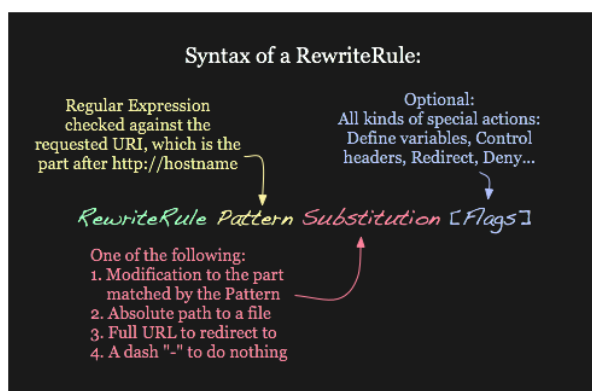 Syntax of a RewriteRule:
Regular Expression
checked against the
requested URI, which is the
part after http://hostname
Optional:
All kinds of special actions:
Define variables, Control
headers, Redirect, Deny...
RewriteRule Pattern Substitution [Flags]
One of the following:
1. Modification to the part
matched by the Pattern
2. Absolute path to a file
3. Full URL to redirect to
4. A dash "-" to do nothing